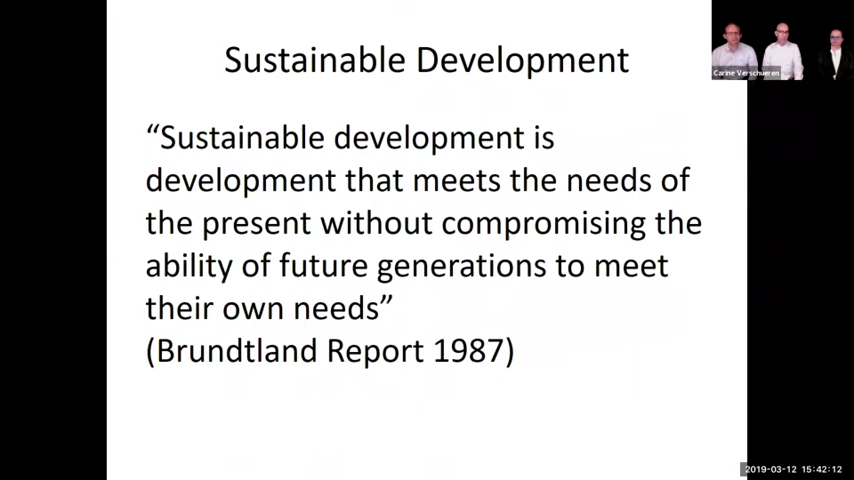 Sustainable Development
Carine Verschueren
“Sustainable development is
development that meets the needs of
the present without compromising the
ability of future generations to meet
their own needs”
(Brundtland Report 1987)
2019-03-12 15:42:12